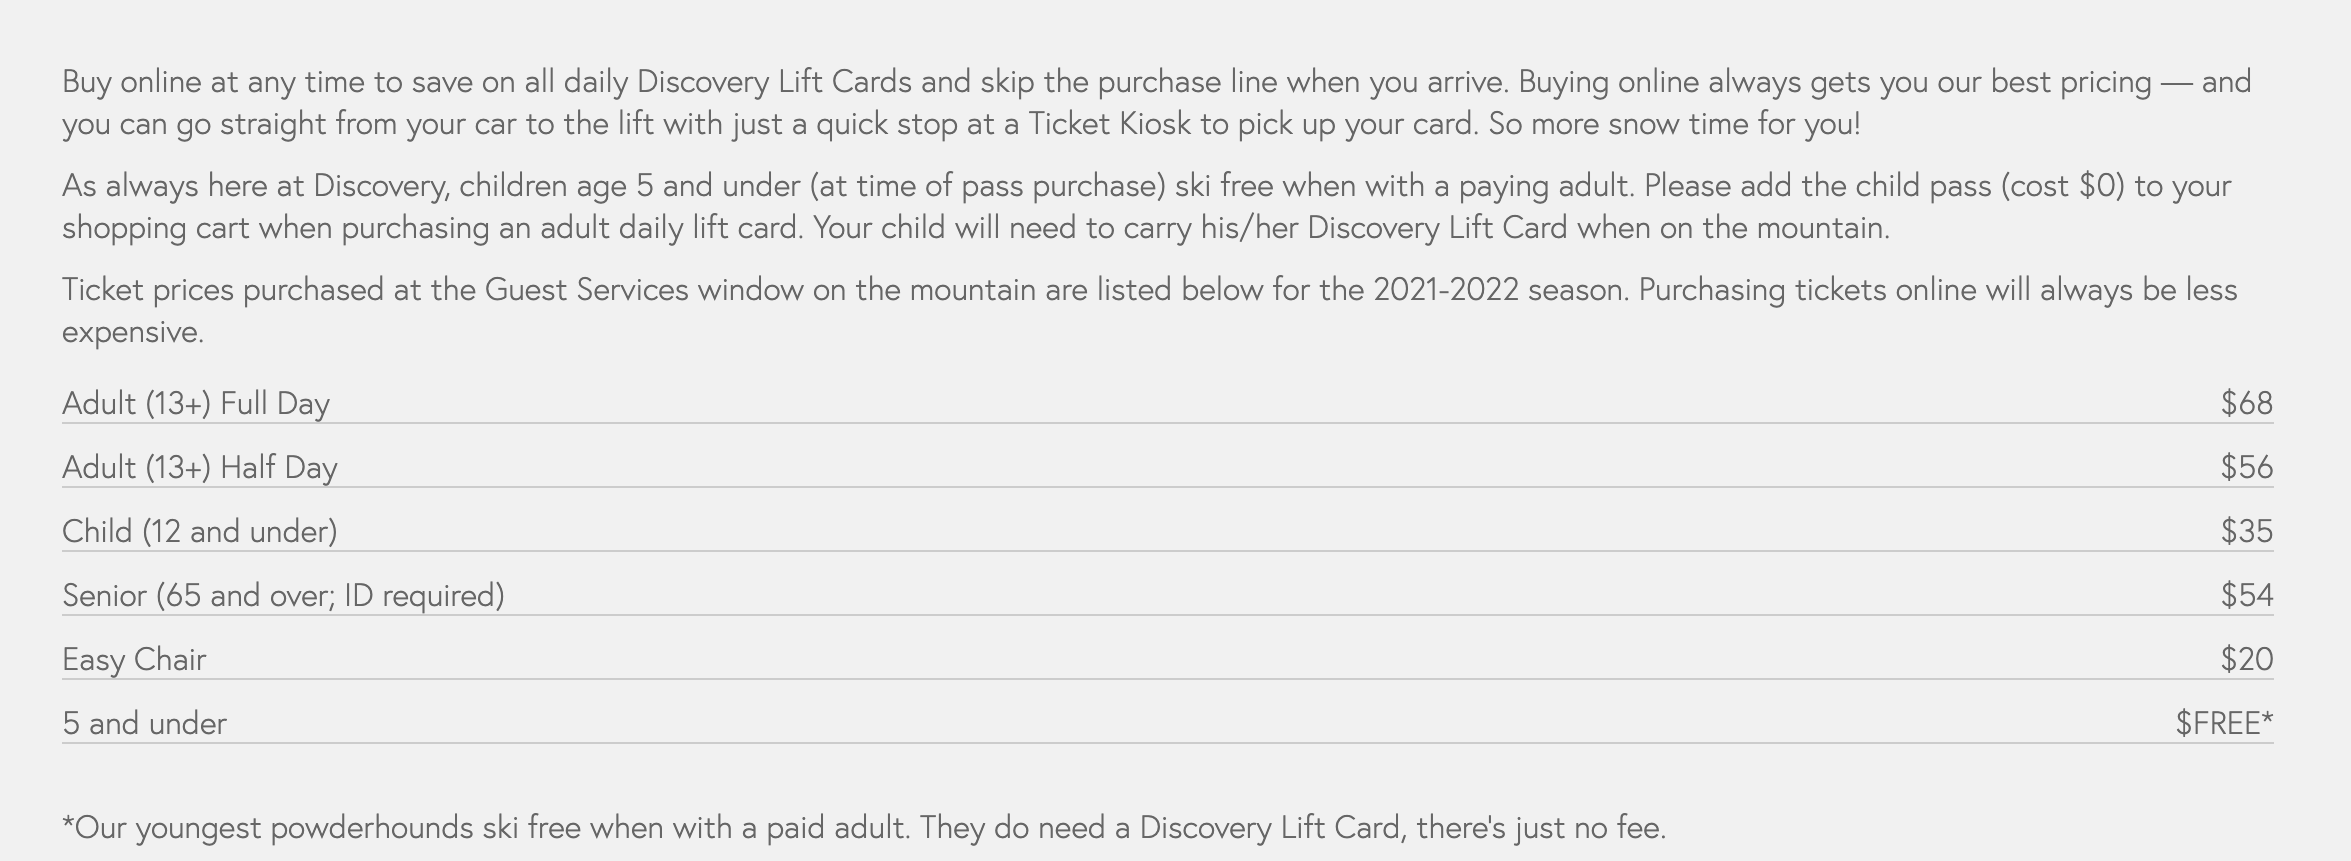 Buy online at any time to save on all daily Discovery Lift Cards and skip the purchase line when you arrive. Buying online always gets you our best pricing — and
you can go straight from your car to the lift with just a quick stop at a Ticket Kiosk to pick up your card. So more snow time for you!
As always here at Discovery, children age 5 and under (at time of pass purchase) ski free when with a paying adult. Please add the child pass (cost $0) to your
shopping cart when purchasing an adult daily lift card. Your child will need to carry his/her Discovery Lift Card when on the mountain.
Ticket prices purchased at the Guest Services window on the mountain are listed below for the 2021-2022 season. Purchasing tickets online will always be less
expensive.
Adult (13+) Full Day $68
Adult (13+) Half Day $56
Child (12 and under) $35
Senior (65 and over; ID required) $54
Easy Chair $20
5 and under $FREE*
*Our youngest powderhounds ski free when with a paid adult. They do need a Discovery Lift Card, there's just no fee.